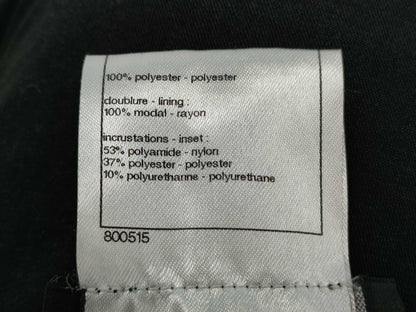 100% polyester - polyester
doublure - lining :
100% modal - rayon
incrustations - inset :
53% polyamide - nylon
37% polyester - polyester
10% polyurethanne - polyurethane
800515